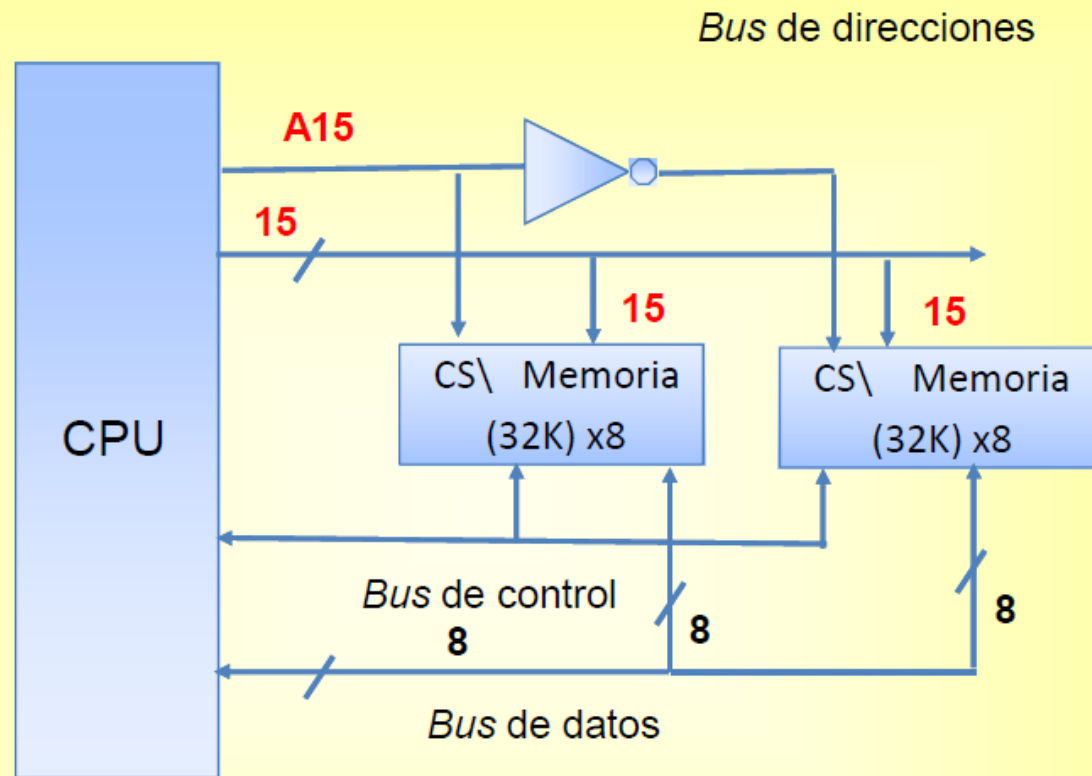 Bus de direcciones
A15
15
15
15
CS\ Memoria
(32K) x8
CS\ Memoria
(32K) x8
CPU
Bus de control
8
8
8
Bus de datos